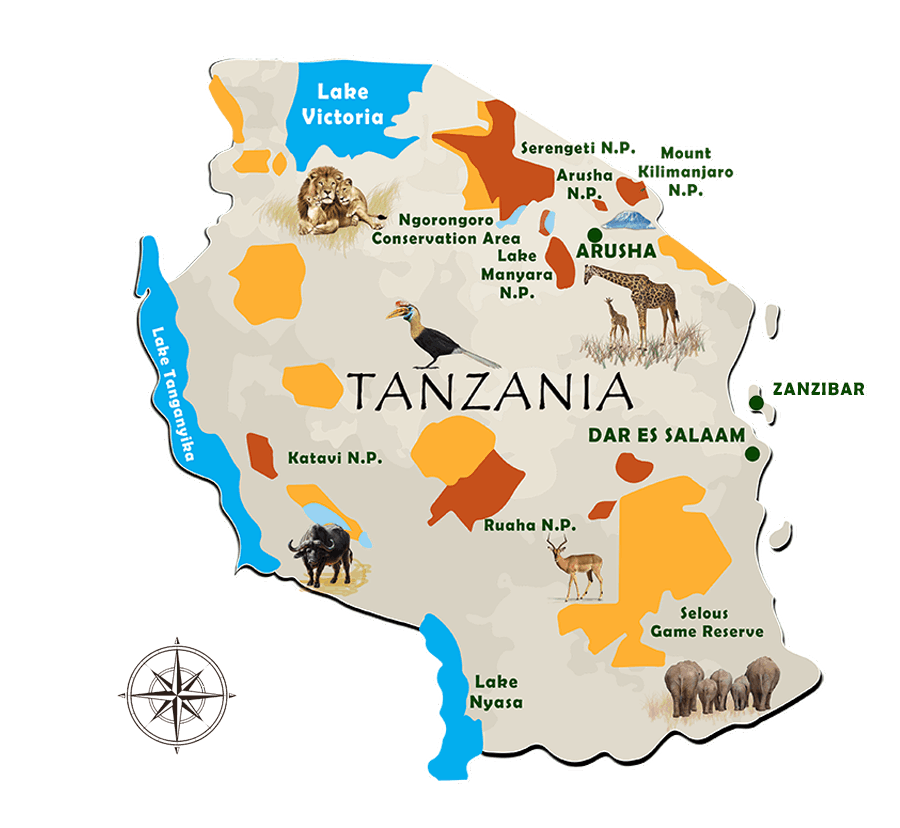 Lake
Victoria
Serengeti N.P.
Mount
Kilimanjaro
N.P.
Arusha
N.P.
Ngorongoro
Conservation Area
ARUSHA
Lake
Manyara
N.P.
Lake Tanganyika
TANZANIA
ZANZIBAR
DAR ES SALAAM
Katavi N.P.
Ruaha N.P.
Selous
Game Reserve
Lake
Nyasa